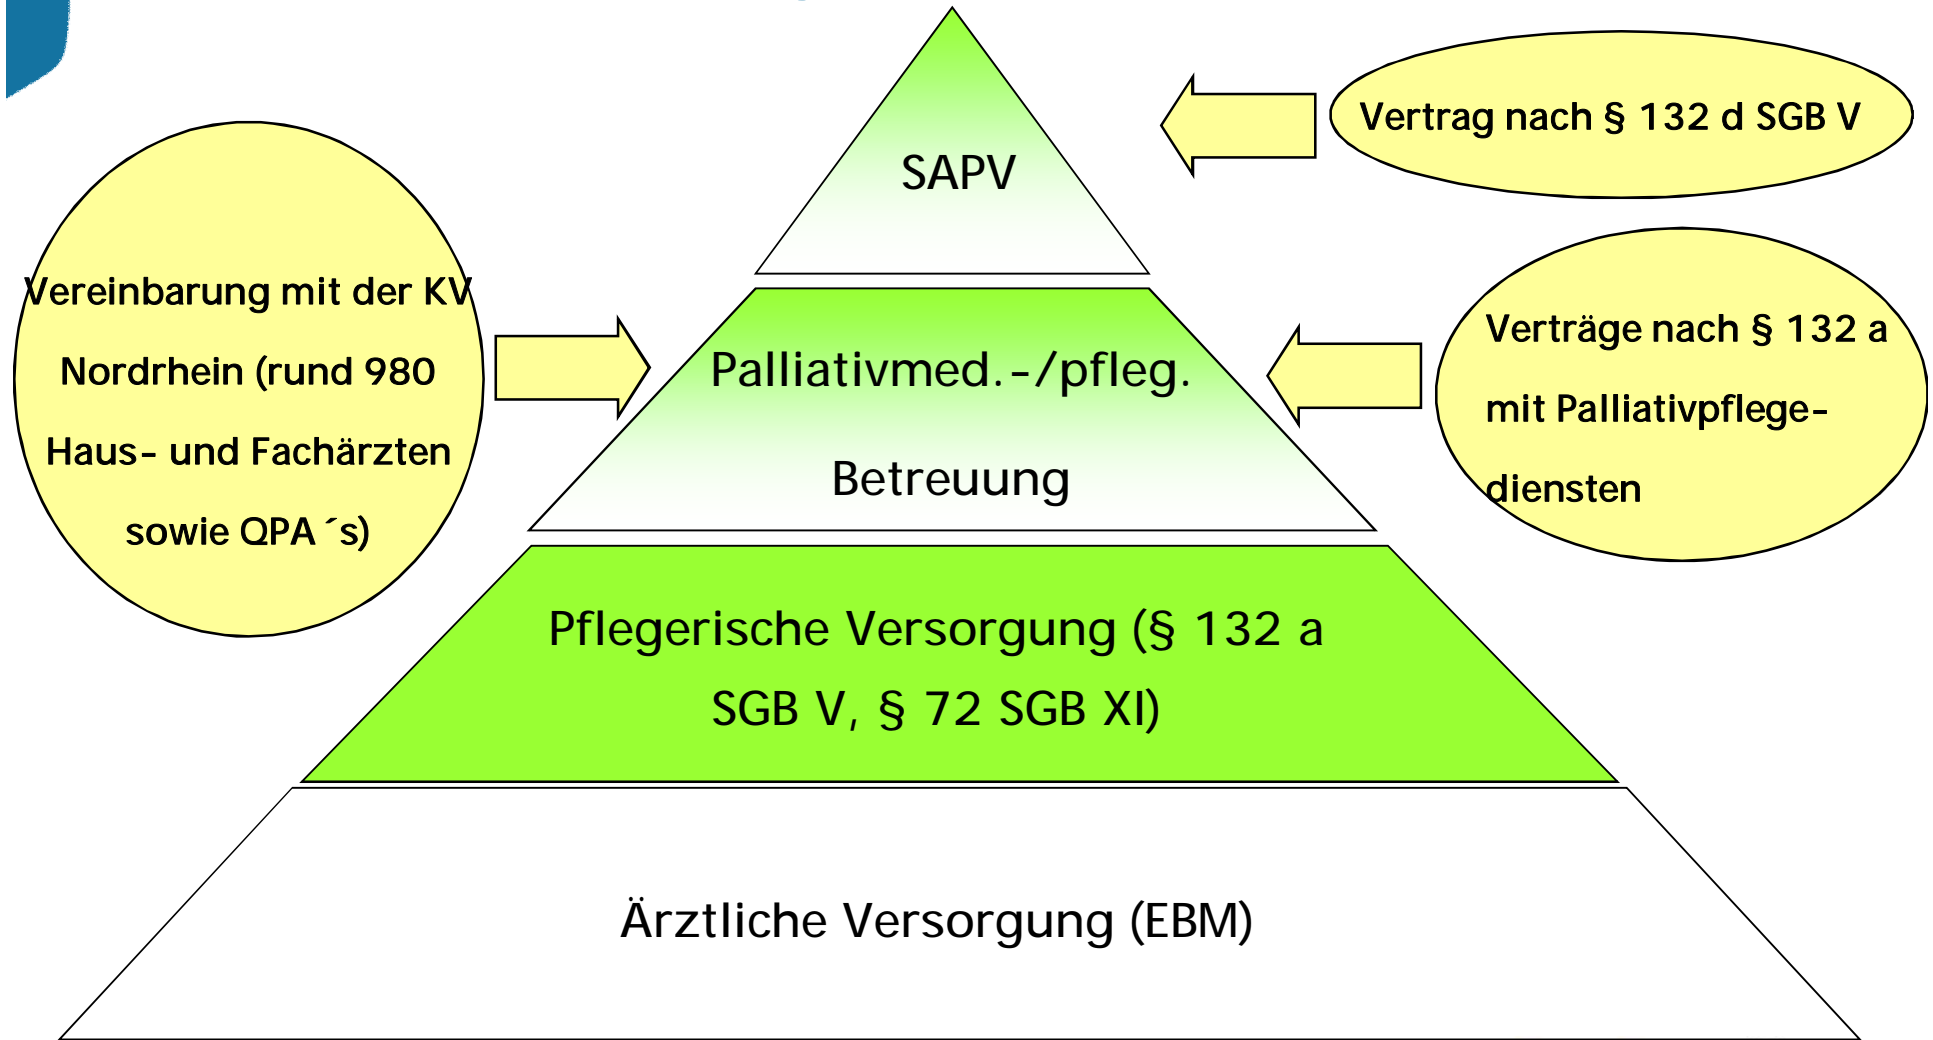 SAPV
Vertrag nach § 132 d SGB V
Vereinbarung mit der KV
Nordrhein (rund 980
Haus- und Fachärzten
sowie QPA´s)
Palliativmed.-/pfleg.
Betreuung
Verträge nach § 132 a
mit Palliativpflege-
diensten
Pflegerische Versorgung (§ 132 a
SGB V, § 72 SGB XI)
Ärztliche Versorgung (EBM)